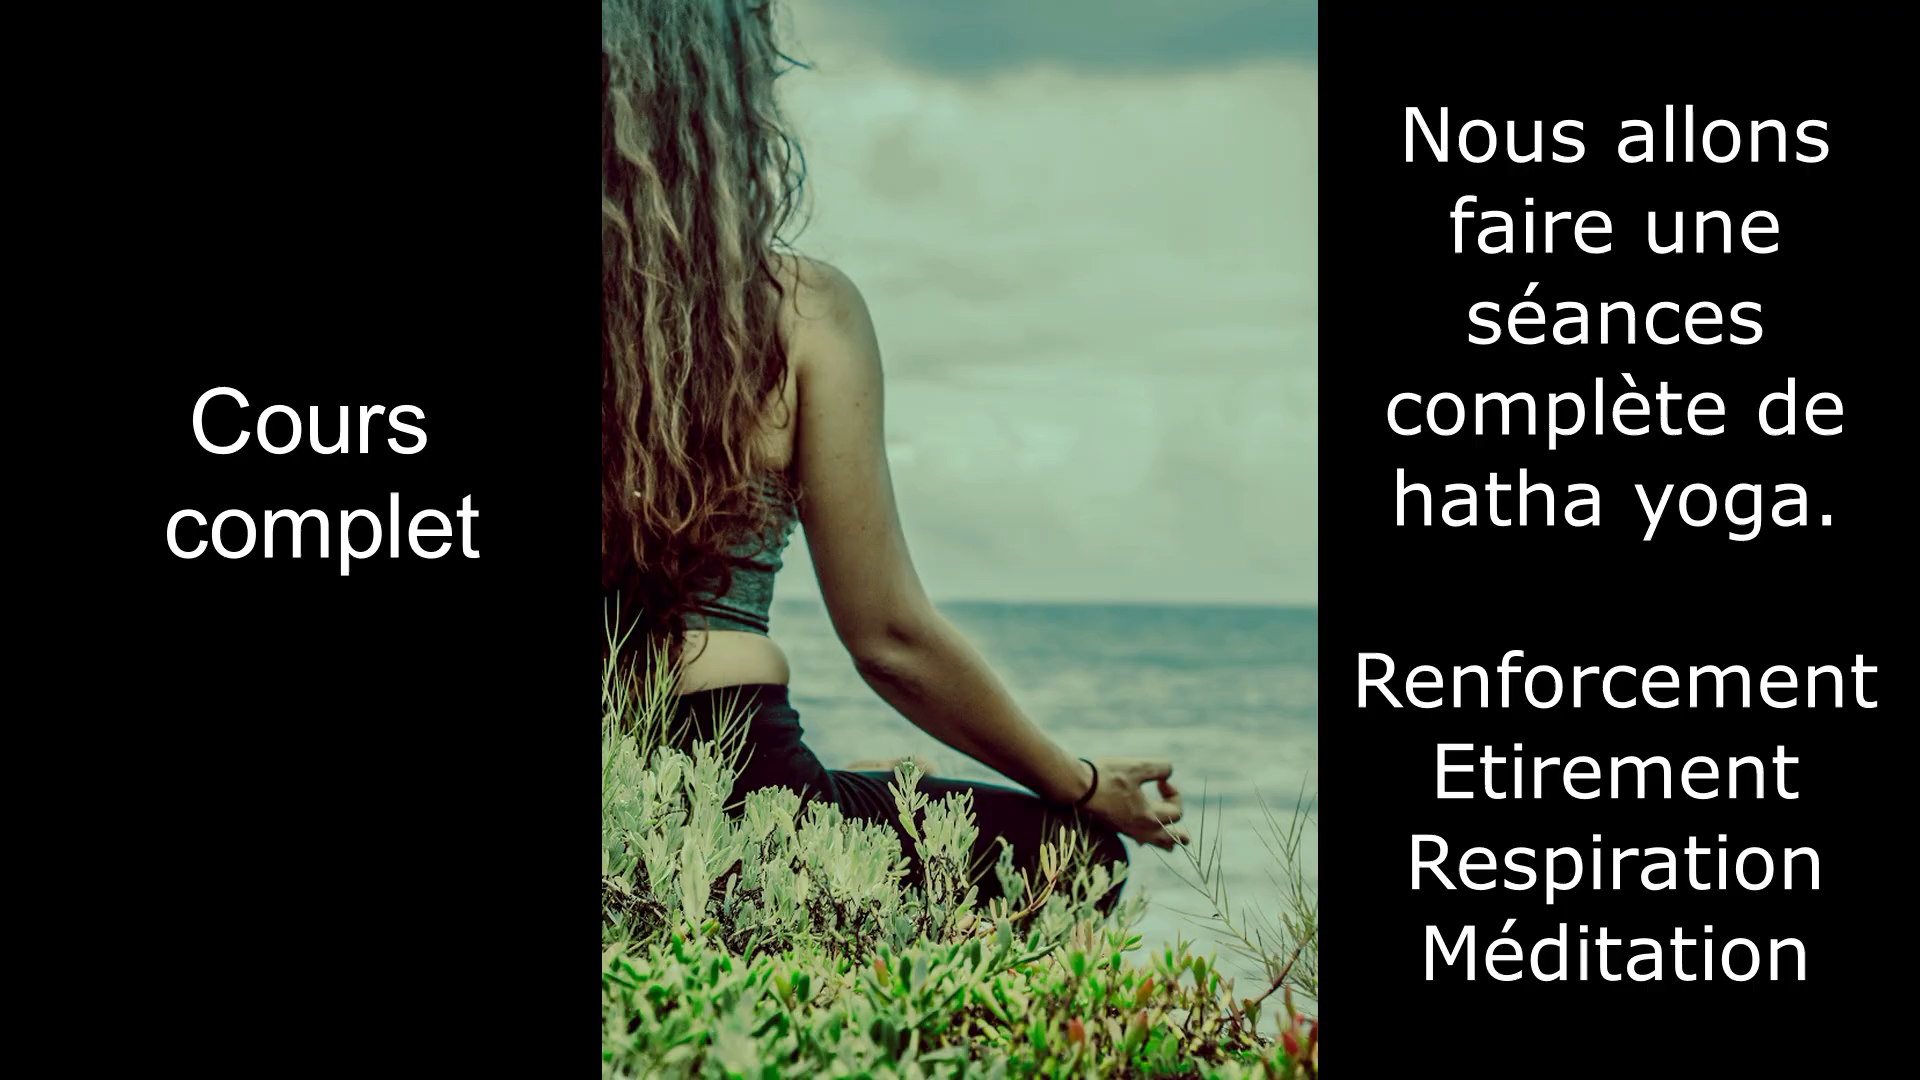 Cours
complet
Nous allons
faire une
séances
complète de
hatha yoga.
Renforcement
Etirement
Respiration
Méditation